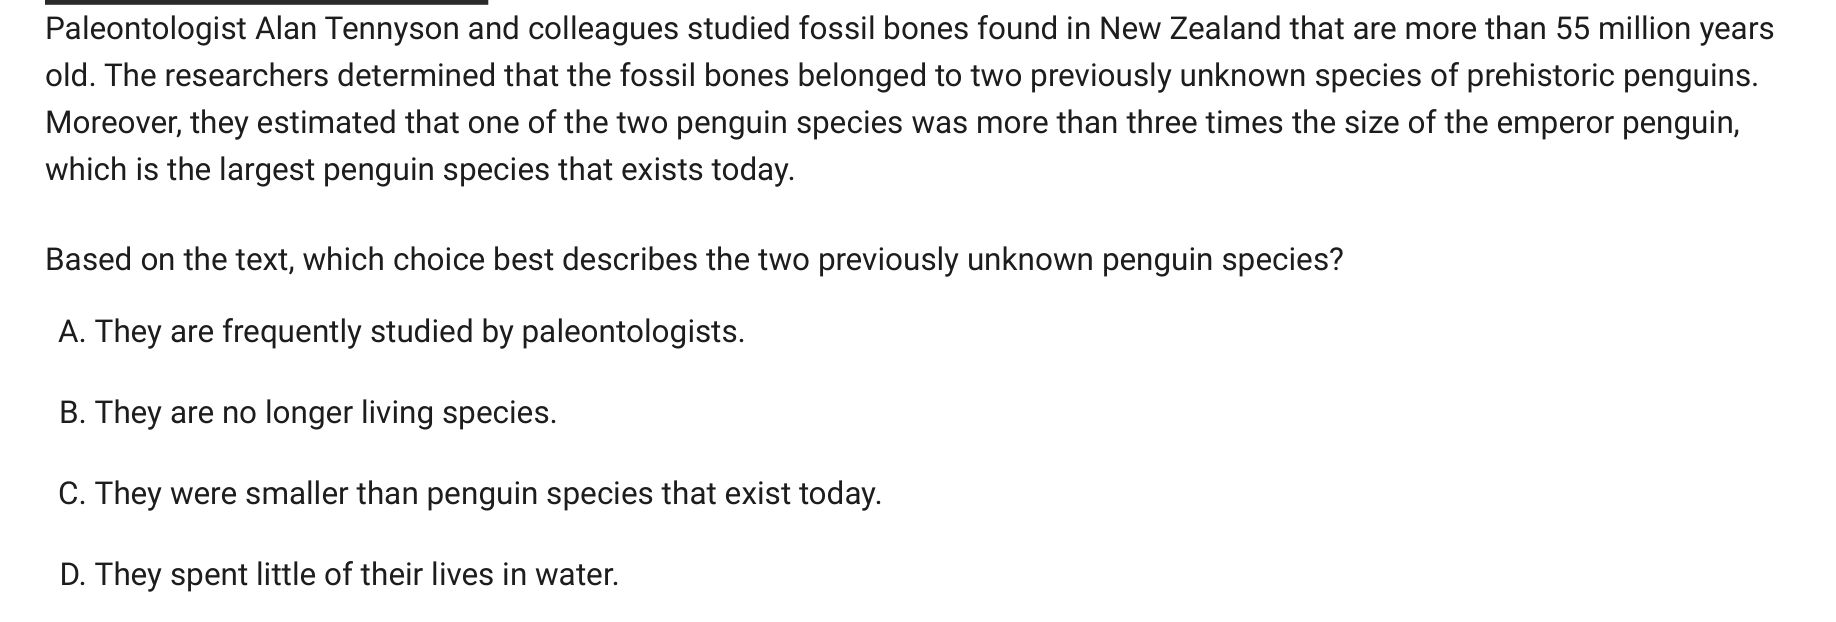 Paleontologist Alan Tennyson and colleagues studied fossil bones found in New Zealand that are more than 55 million years
old. The researchers determined that the fossil bones belonged to two previously unknown species of prehistoric penguins.
Moreover, they estimated that one of the two penguin species was more than three times the size of the emperor penguin,
which is the largest penguin species that exists today.
Based on the text, which choice best describes the two previously unknown penguin species?
A. They are frequently studied by paleontologists.
B. They are no longer living species.
C. They were smaller than penguin species that exist today.
D. They spent little of their lives in water.